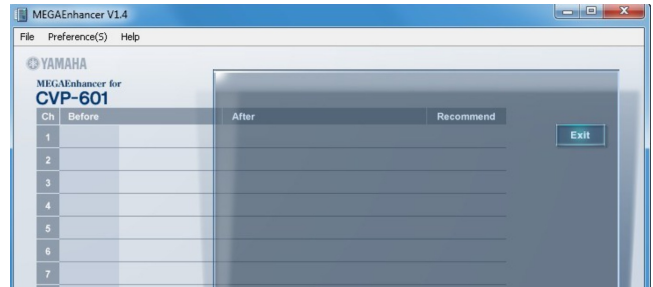 MEGAEnhancer V1.4
File Preference(S) Help
YAMAHA
MEGAEnhancer for
CVP-601
Ch Before After Recommend
Exit
1
2
3
4
5
6
7